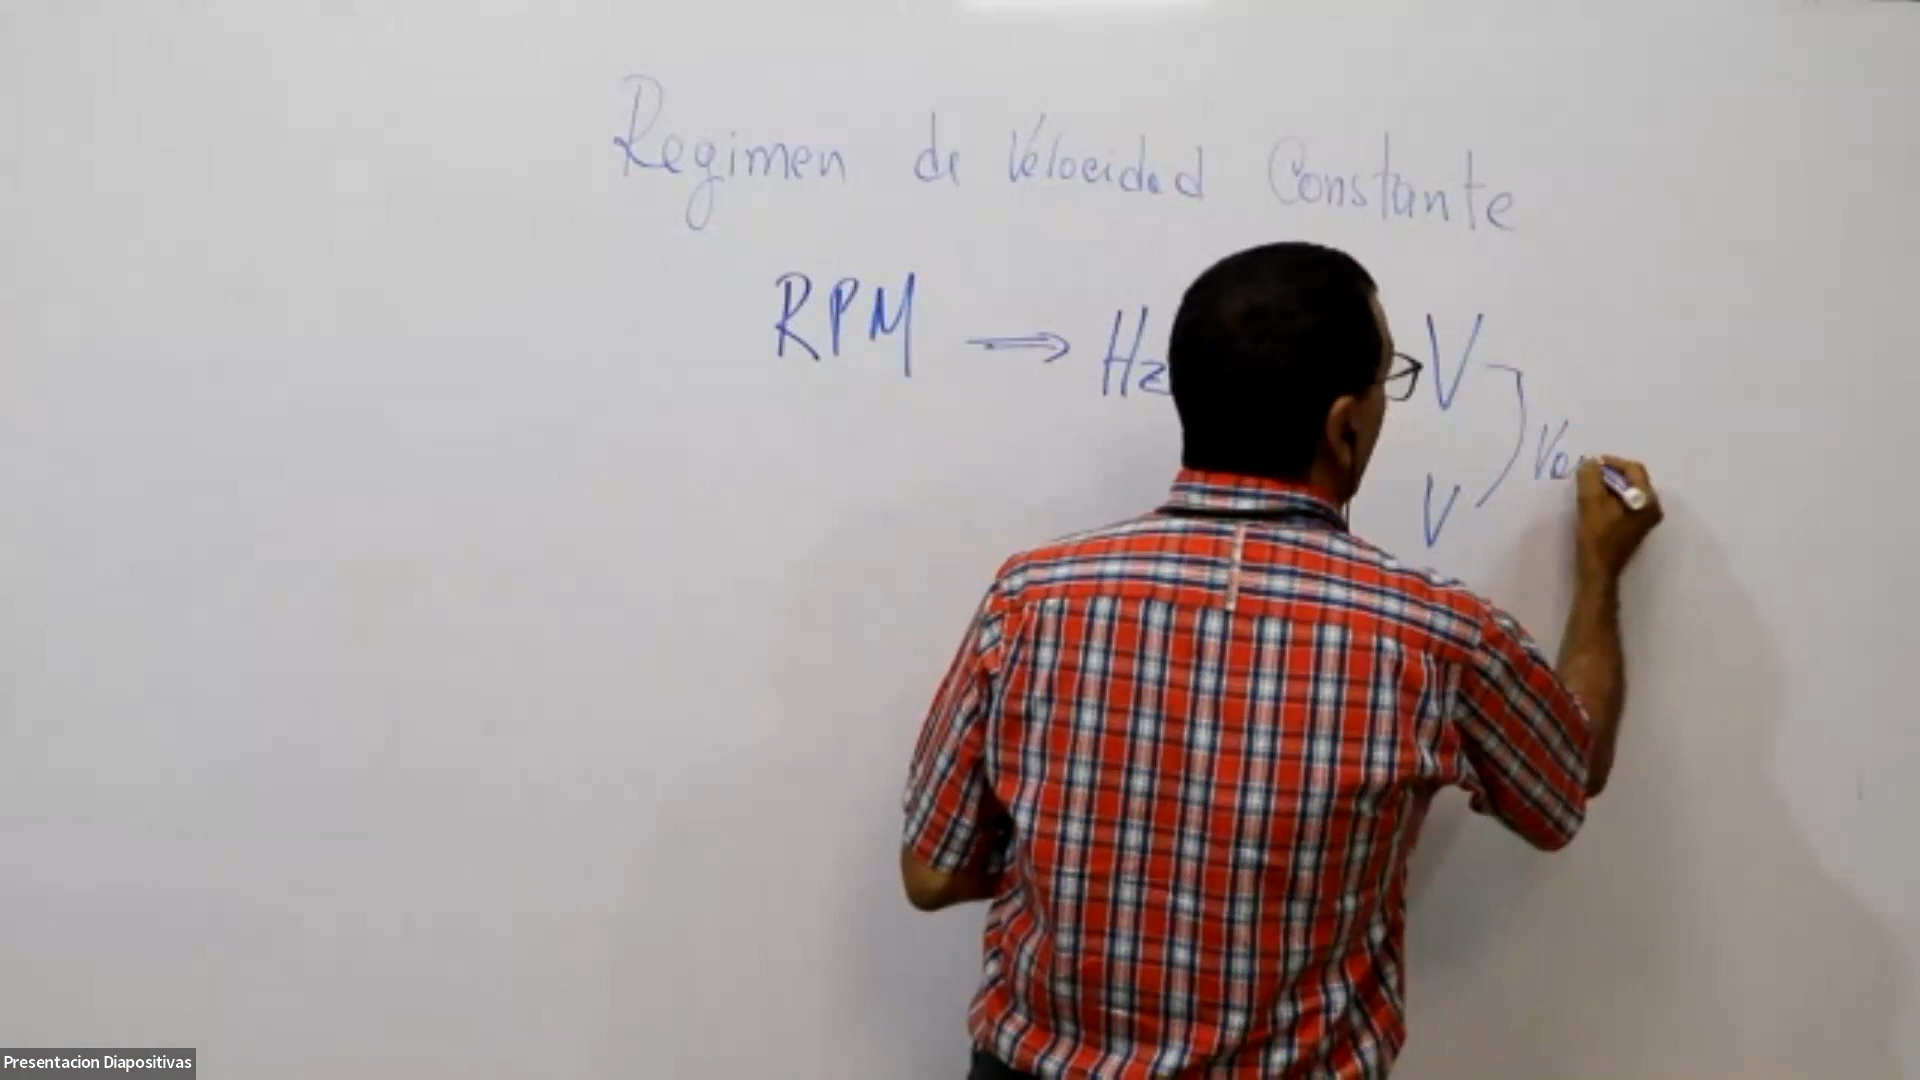 Regimen de Velocidad Constante
RPM → Hz → V
V
Presentacion Diapositivas